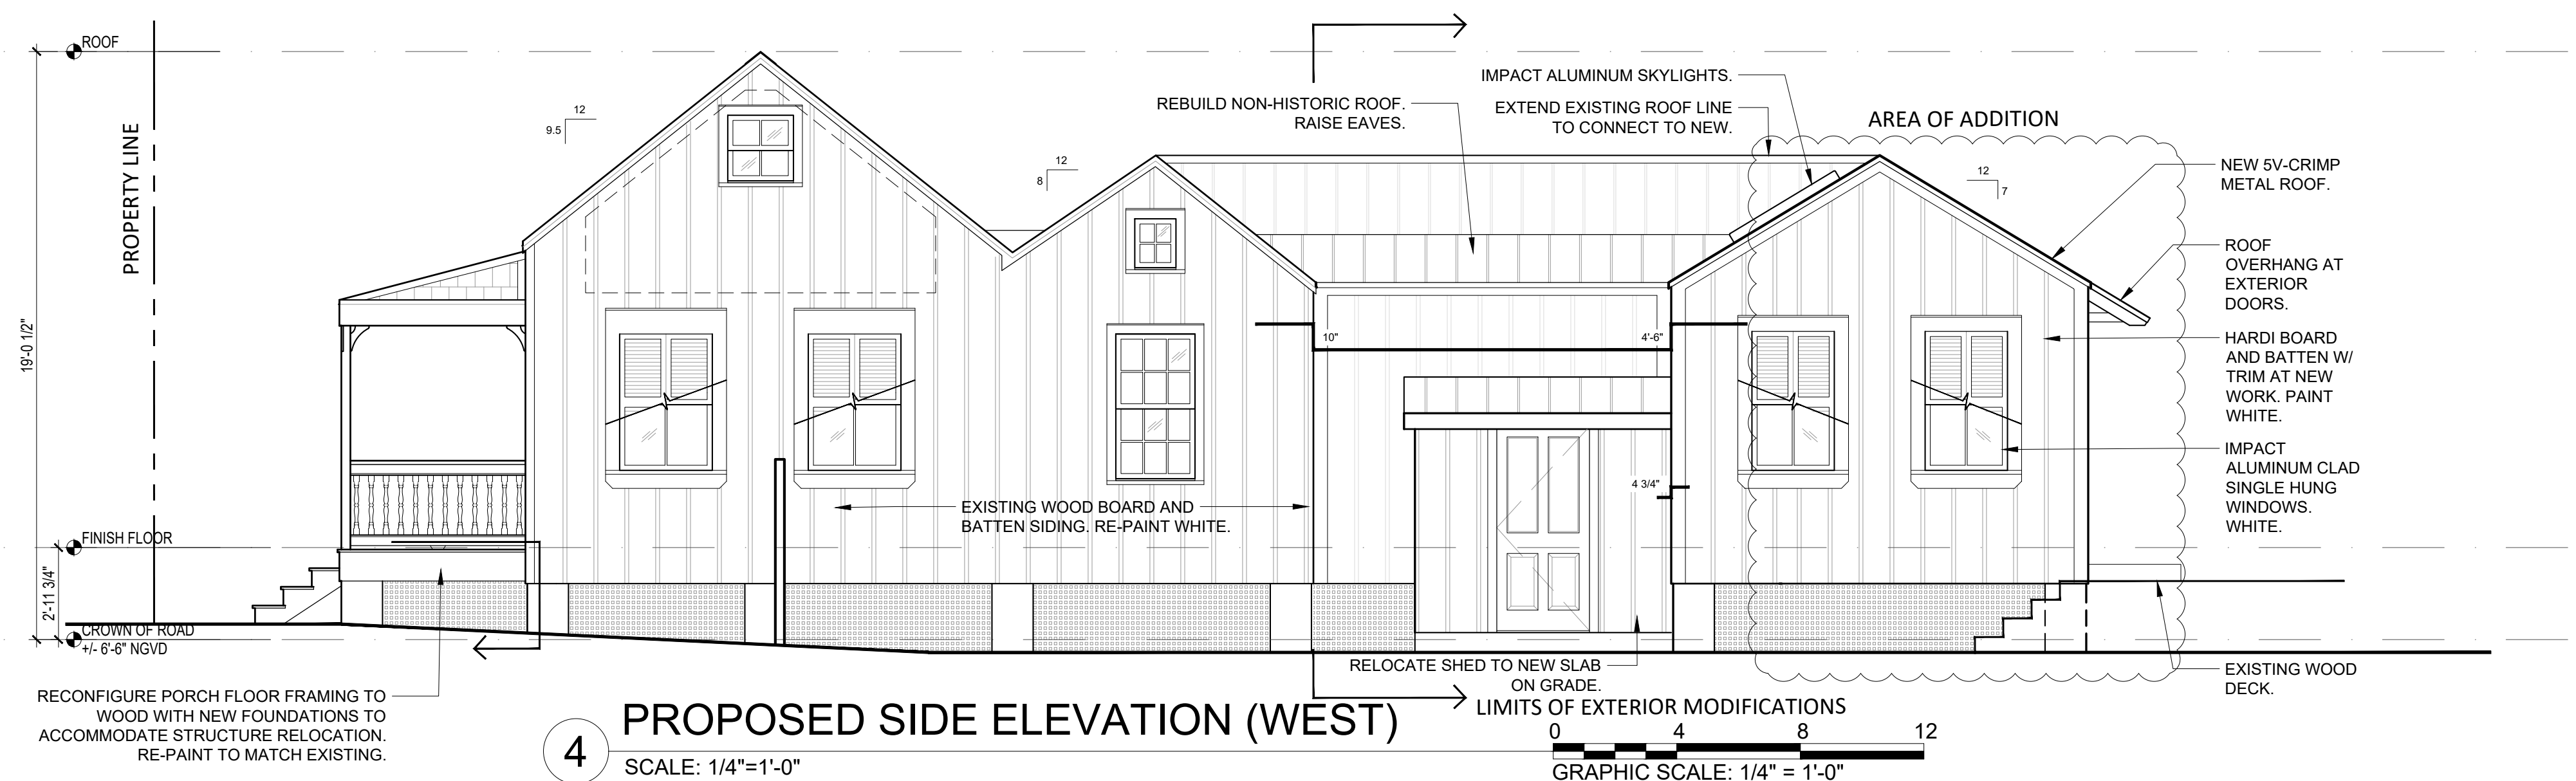 ROOF
PROPERTY LINE
19'-0 1/2"
FINISH FLOOR
2'-11 3/4"
CROWN OF ROAD
+/- 6'-6" NGVD
RECONFIGURE PORCH FLOOR FRAMING TO
WOOD WITH NEW FOUNDATIONS TO
ACCOMMODATE STRUCTURE RELOCATION.
RE-PAINT TO MATCH EXISTING.
12
9.5
12
8
REBUILD NON-HISTORIC ROOF.
RAISE EAVES.
IMPACT ALUMINUM SKYLIGHTS.
EXTEND EXISTING ROOF LINE
TO CONNECT TO NEW.
AREA OF ADDITION
12
7
NEW 5V-CRIMP
METAL ROOF.
ROOF
OVERHANG AT
EXTERIOR
DOORS.
HARDI BOARD
AND BATTEN W/
TRIM AT NEW
WORK. PAINT
WHITE.
IMPACT
ALUMINUM CLAD
SINGLE HUNG
WINDOWS.
WHITE.
EXISTING WOOD
DECK.
10"
4'-6"
4 3/4"
EXISTING WOOD BOARD AND
BATTEN SIDING. RE-PAINT WHITE.
RELOCATE SHED TO NEW SLAB
ON GRADE.
LIMITS OF EXTERIOR MODIFICATIONS
4
PROPOSED SIDE ELEVATION (WEST)
SCALE: 1/4"=1'-0"
0 4 8 12
GRAPHIC SCALE: 1/4" = 1'-0"